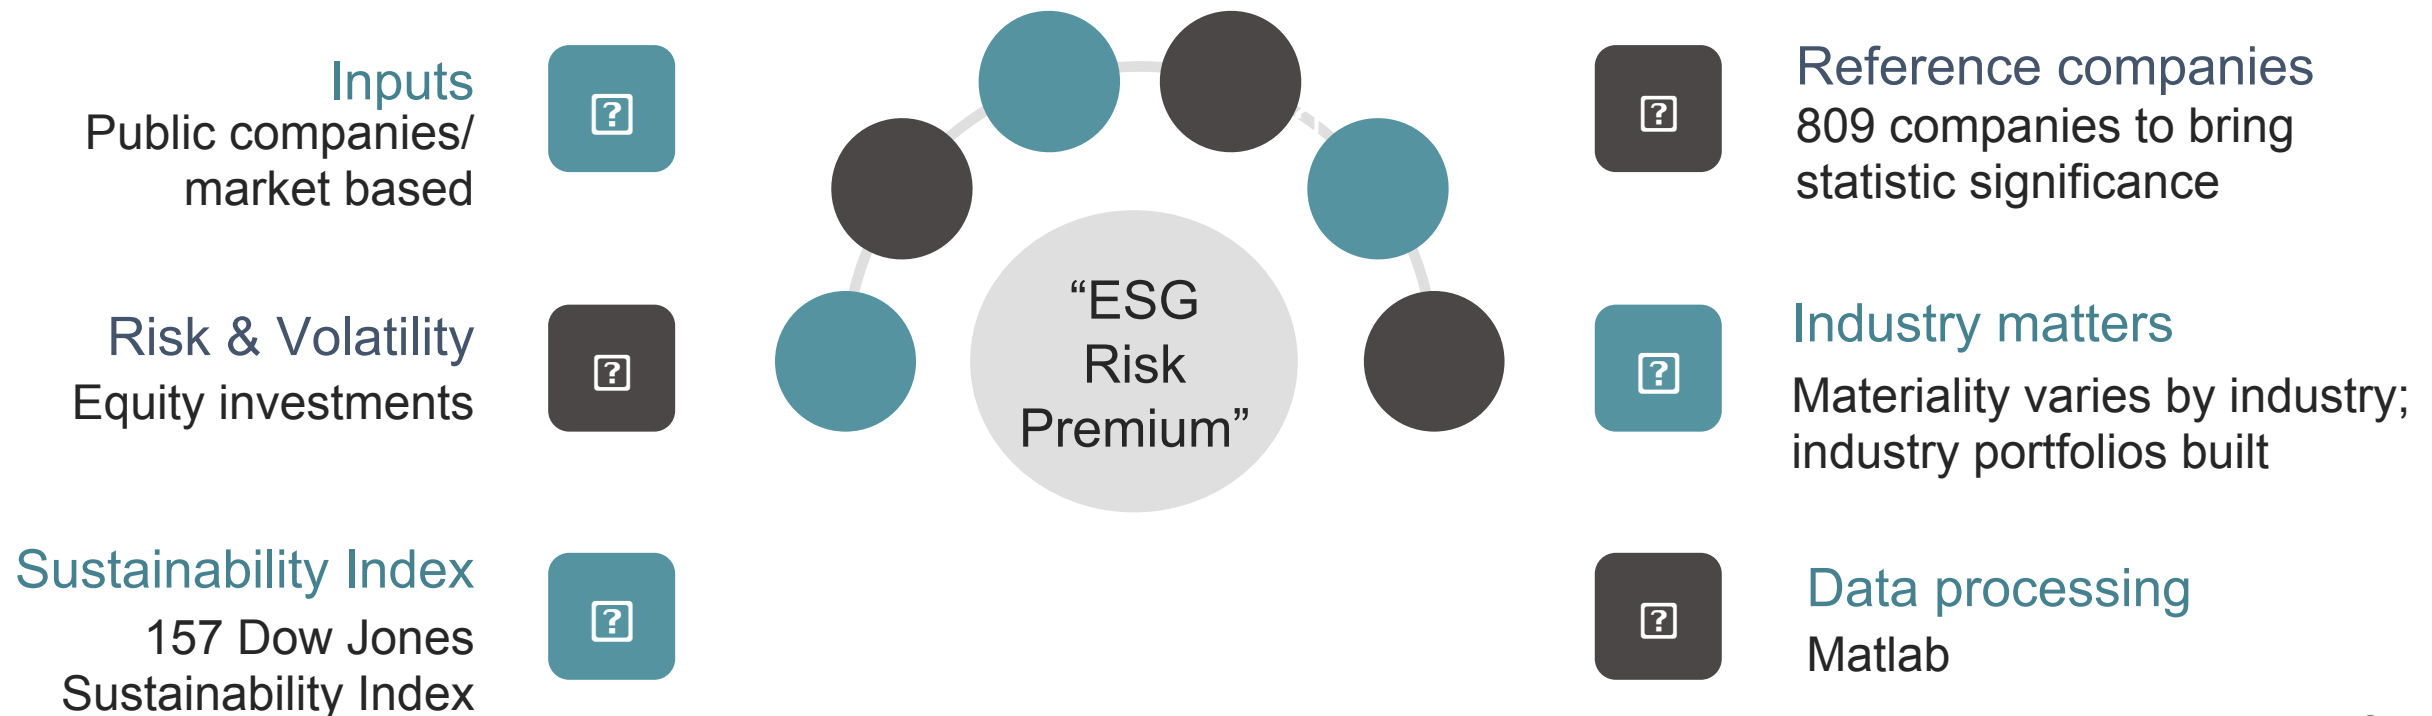 Inputs
Public companies/
market based
Risk & Volatility
Equity investments
Sustainability Index
157 Dow Jones
Sustainability Index
“ESG
Risk
Premium”
Reference companies
809 companies to bring
statistic significance
Industry matters
Materiality varies by industry;
industry portfolios built
Data processing
Matlab